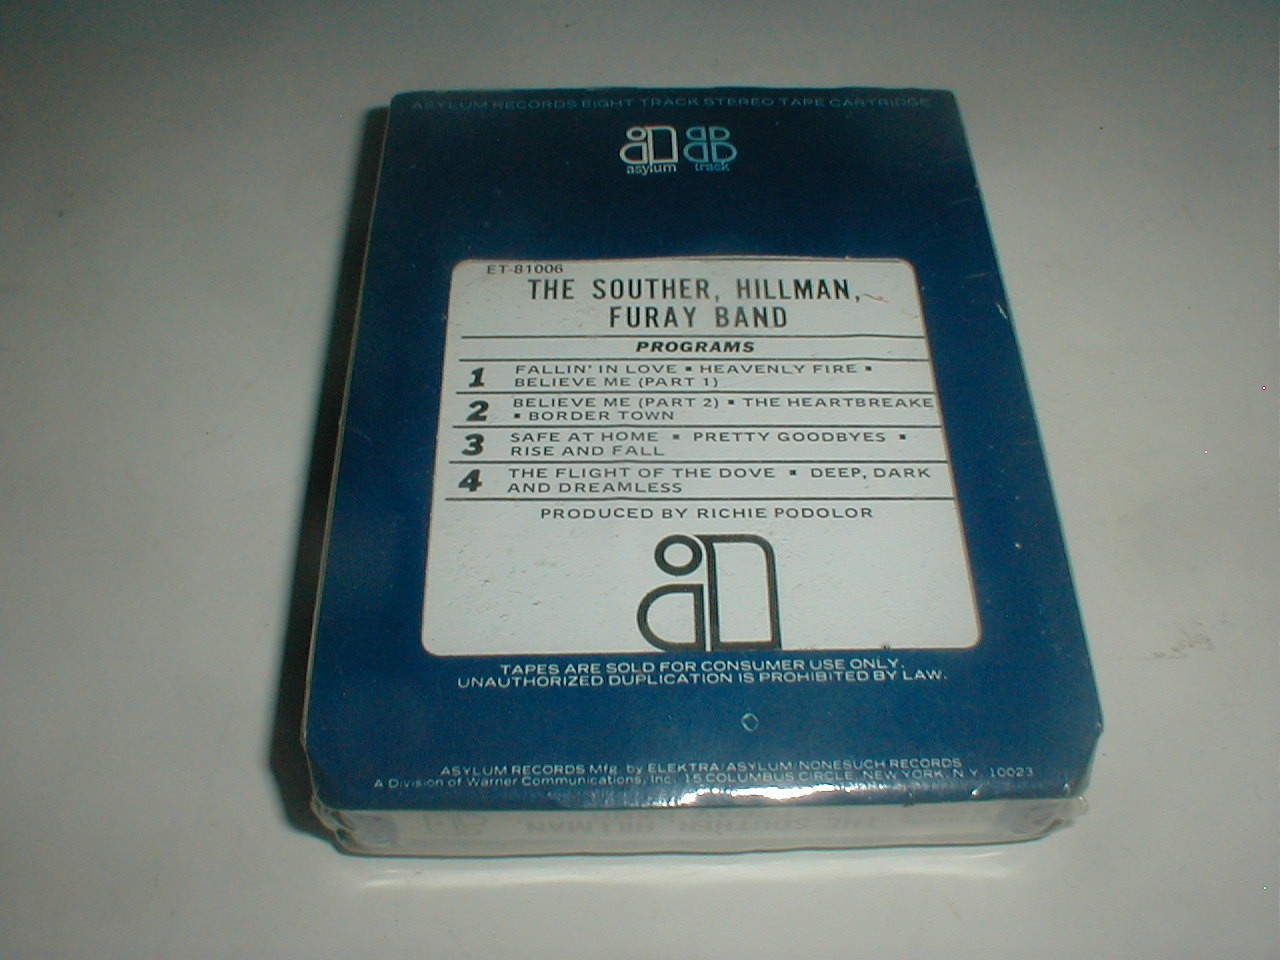 ASYLUM RECORDS EIGHT TRACK STEREO TAPE CARTRIDGE
asylum track
ET-81006
THE SOUTHER, HILLMAN,
FURAY BAND
PROGRAMS
1 FALLIN' IN LOVE ▪ HEAVENLY FIRE ▪
BELIEVE ME (PART 1)
2 BELIEVE ME (PART 2) ▪ THE HEARTBREAKE
▪ BORDER TOWN
3 SAFE AT HOME ▪ PRETTY GOODBYES ▪
RISE AND FALL
4 THE FLIGHT OF THE DOVE ▪ DEEP, DARK
AND DREAMLESS
PRODUCED BY RICHIE PODOLOR
TAPES ARE SOLD FOR CONSUMER USE ONLY.
UNAUTHORIZED DUPLICATION IS PROHIBITED BY LAW.
ASYLUM RECORDS Mfg. by ELEKTRA/ASYLUM/NONESUCH RECORDS
A Division of Warner Communications, Inc. 15 COLUMBUS CIRCLE, NEW YORK, N.Y. 10023
THE SOUTHER, HILLMAN,